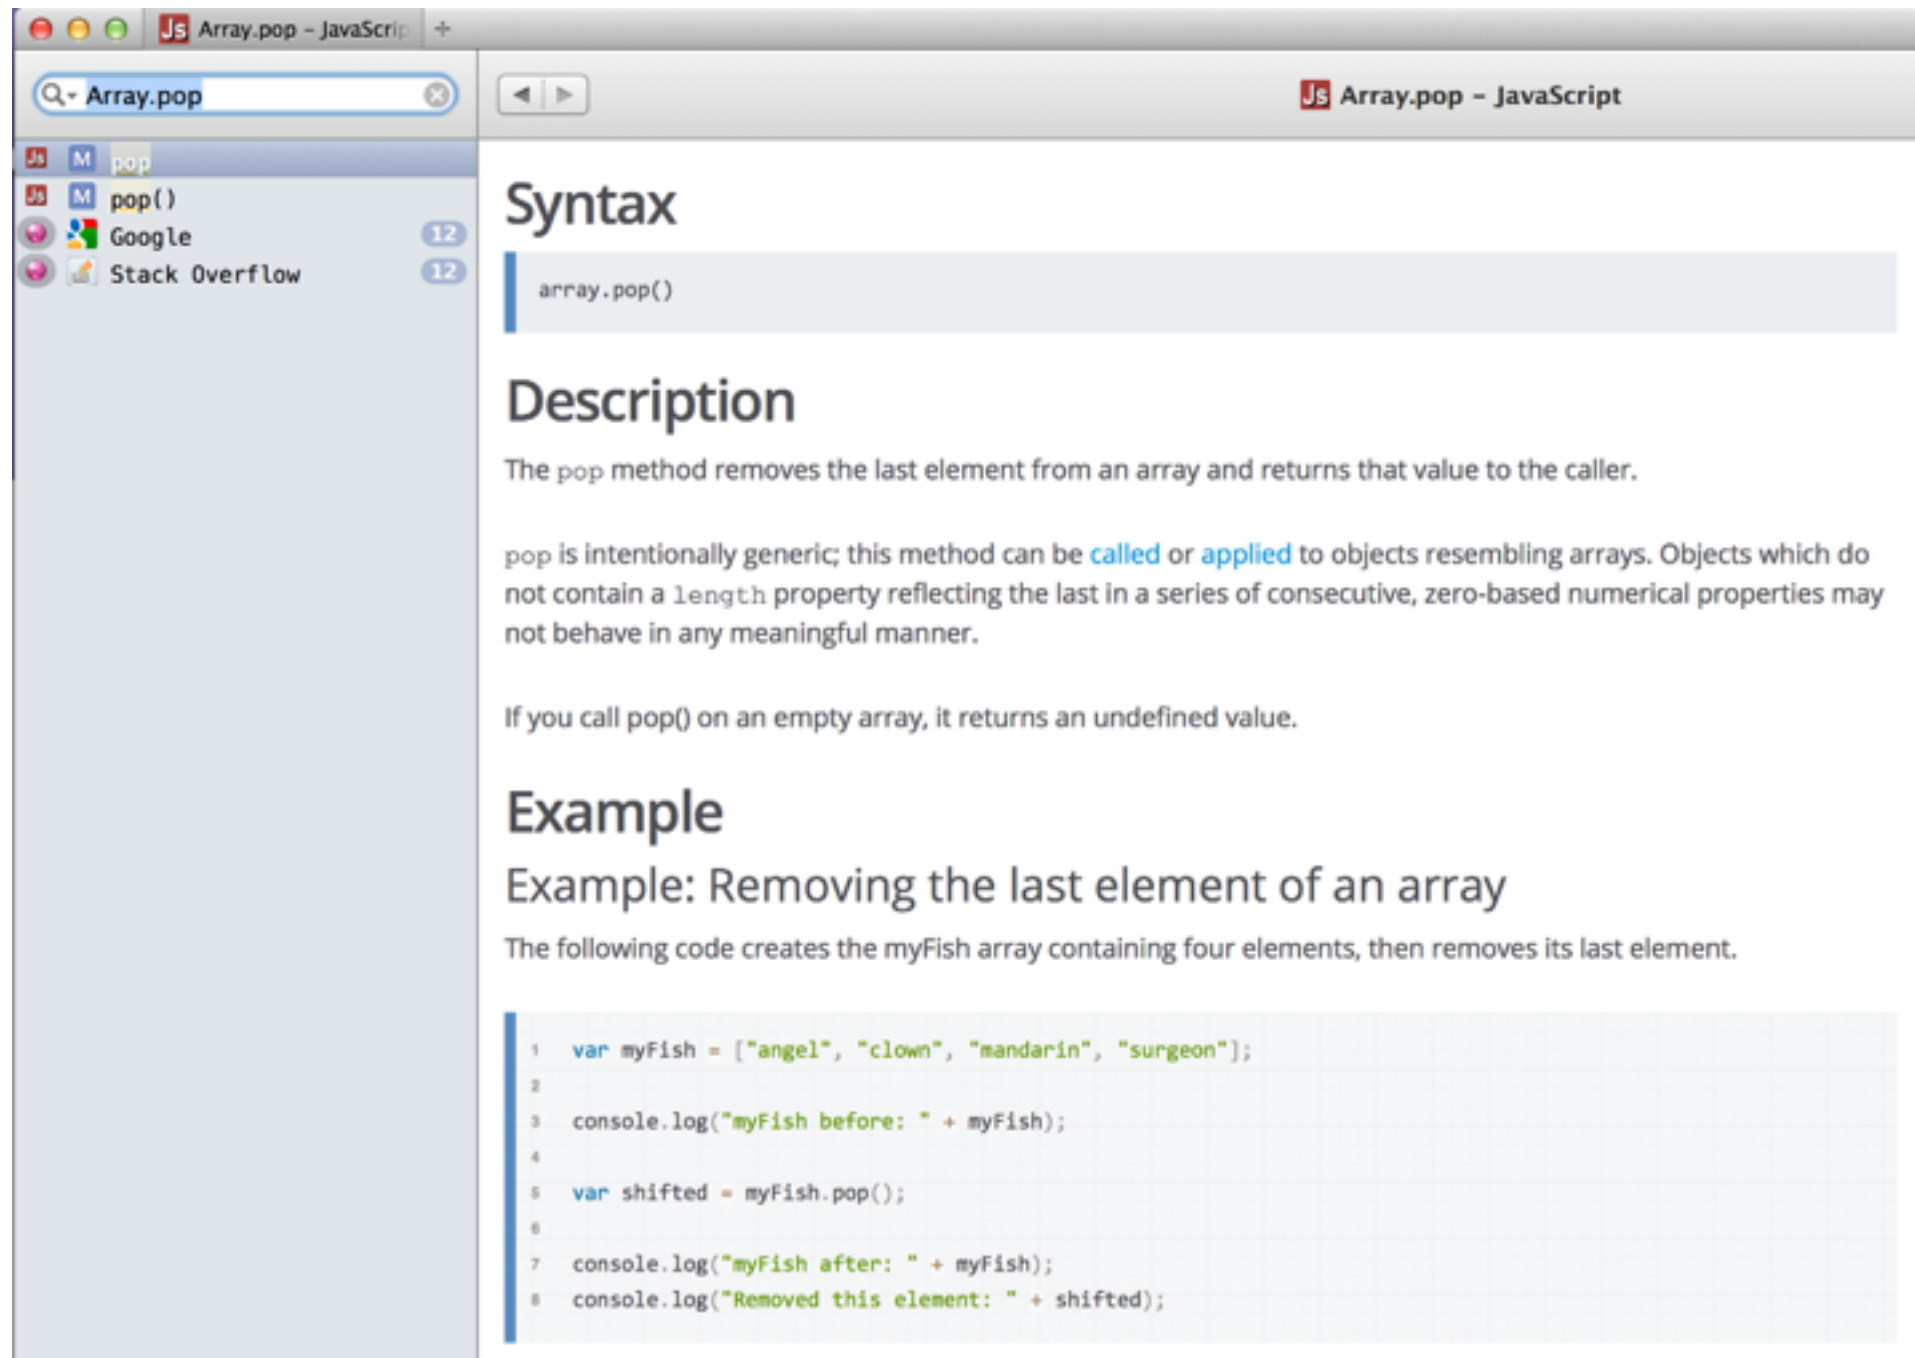 Js Array.pop – JavaScrip +
Array.pop
Js Array.pop – JavaScript
Js M pop
Js M pop()
Google 12
Stack Overflow 12
Syntax
array.pop()
Description
The pop method removes the last element from an array and returns that value to the caller.
pop is intentionally generic; this method can be called or applied to objects resembling arrays. Objects which do
not contain a length property reflecting the last in a series of consecutive, zero-based numerical properties may
not behave in any meaningful manner.
If you call pop() on an empty array, it returns an undefined value.
Example
Example: Removing the last element of an array
The following code creates the myFish array containing four elements, then removes its last element.
1 var myFish = ["angel", "clown", "mandarin", "surgeon"];
2
3 console.log("myFish before: " + myFish);
4
5 var shifted = myFish.pop();
6
7 console.log("myFish after: " + myFish);
8 console.log("Removed this element: " + shifted);